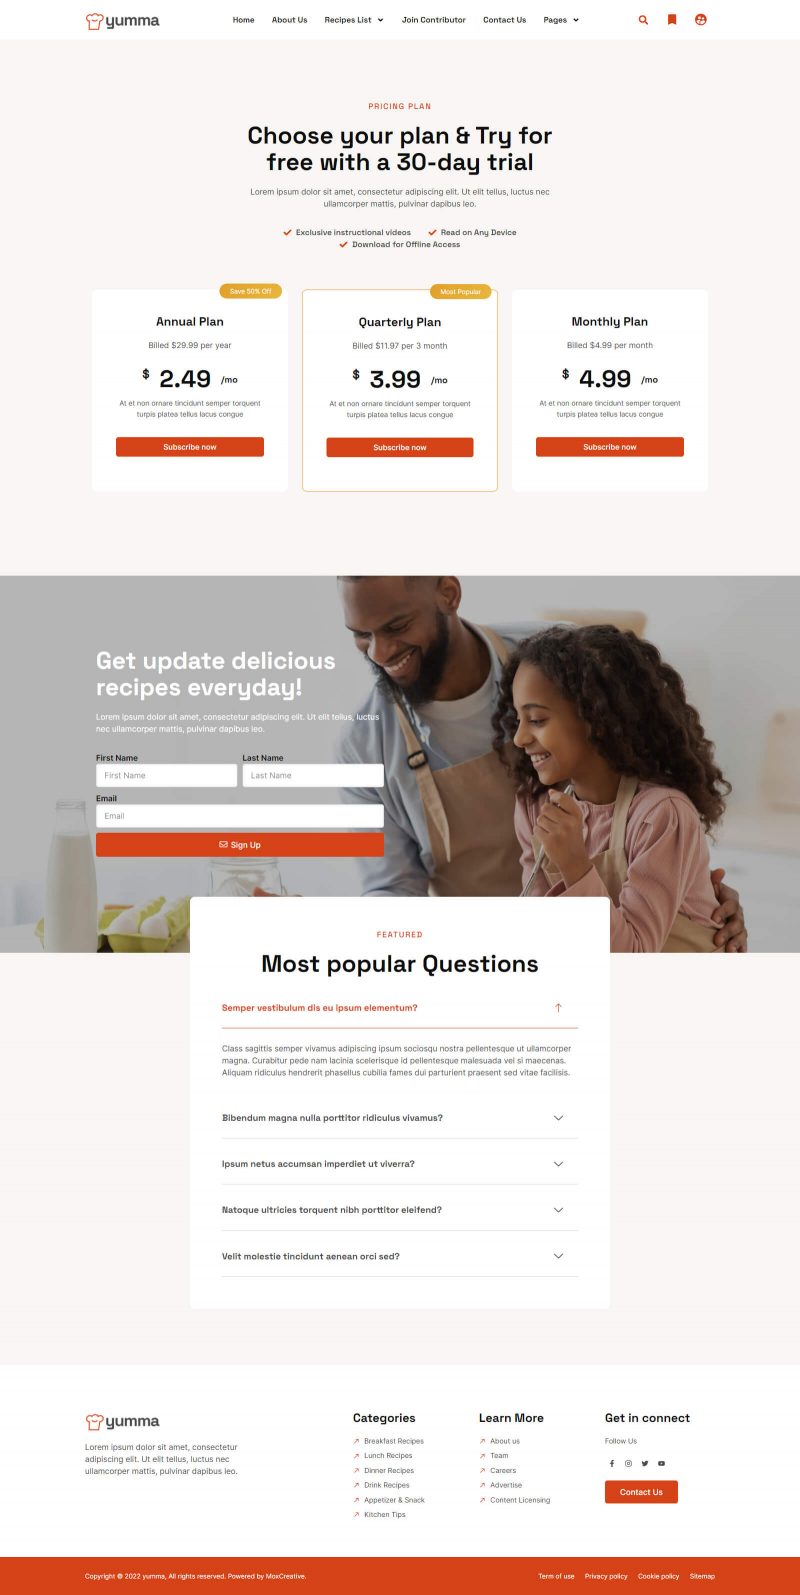 yumma
Home About Us Recipes List Join Contributor Contact Us Pages
PRICING PLAN
Choose your plan & Try for
free with a 30-day trial
Lorem ipsum dolor sit amet, consectetur adipiscing elit. Ut elit tellus, luctus nec
ullamcorper mattis, pulvinar dapibus leo.
Exclusive instructional videos Read on Any Device
Download for Offline Access
Save 50% Off
Annual Plan
Billed $29.99 per year
$ 2.49 /mo
At et non ornare tincidunt semper torquent
turpis platea tellus lacus congue
Subscribe now
Most Popular
Quarterly Plan
Billed $11.97 per 3 month
$ 3.99 /mo
At et non ornare tincidunt semper torquent
turpis platea tellus lacus congue
Subscribe now
Monthly Plan
Billed $4.99 per month
$ 4.99 /mo
At et non ornare tincidunt semper torquent
turpis platea tellus lacus congue
Subscribe now
Get update delicious
recipes everyday!
Lorem ipsum dolor sit amet, consectetur adipiscing elit. Ut elit tellus, luctus
nec ullamcorper mattis, pulvinar dapibus leo.
First Name Last Name
First Name Last Name
Email
Email
Sign Up
FEATURED
Most popular Questions
Semper vestibulum dis eu ipsum elementum?
Class sagittis semper vivamus adipiscing ipsum sociosqu nostra pellentesque ut ullamcorper
magna. Curabitur pede nam lacinia scelerisque id pellentesque malesuada vel si maecenas.
Aliquam ridiculus hendrerit phasellus cubilia fames dui parturient praesent sed vitae facilisis.
Bibendum magna nulla porttitor ridiculus vivamus?
Ipsum netus accumsan imperdiet ut viverra?
Natoque ultricies torquent nibh porttitor eleifend?
Velit molestie tincidunt aenean orci sed?
yumma
Lorem ipsum dolor sit amet, consectetur
adipiscing elit. Ut elit tellus, luctus nec
ullamcorper mattis, pulvinar dapibus leo.
Categories
Breakfast Recipes
Lunch Recipes
Dinner Recipes
Drink Recipes
Appetizer & Snack
Kitchen Tips
Learn More
About us
Team
Careers
Advertise
Content Licensing
Get in connect
Follow Us
Contact Us
Copyright © 2022 yumma, All rights reserved. Powered by MoxCreative.
Term of use Privacy policy Cookie policy Sitemap